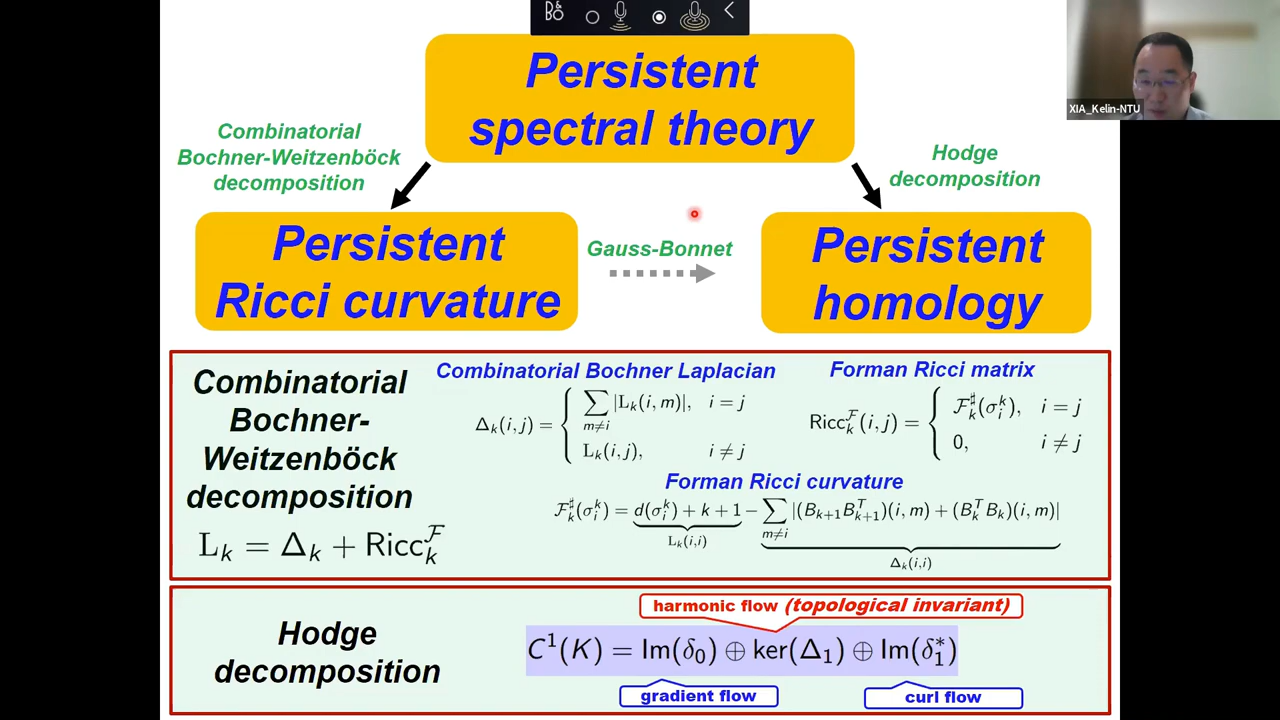 B&O
XIA_Kelin-NTU
Persistent
spectral theory
Combinatorial
Bochner-Weitzenböck
decomposition
Hodge
decomposition
Persistent
Ricci curvature
Gauss-Bonnet
Persistent
homology
Combinatorial
Bochner-
Weitzenböck
decomposition
L_k = Δ_k + Ricc_k^F
Combinatorial Bochner Laplacian
Δ_k(i,j) = { ∑_{m≠i} |L_k(i,m)|, i = j
L_k(i,j), i ≠ j
Forman Ricci matrix
Ricc_k^F(i,j) = { F_k^♯(σ_i^k), i = j
0, i ≠ j
Forman Ricci curvature
F_k^♯(σ_i^k) = d(σ_i^k) + k + 1 − ∑_{m≠i} |(B_{k+1}B_{k+1}^T)(i,m) + (B_k^T B_k)(i,m)|
L_k(i,i)
Δ_k(i,i)
Hodge
decomposition
harmonic flow (topological invariant)
C^1(K) = Im(δ_0) ⊕ ker(Δ_1) ⊕ Im(δ_1^*)
gradient flow
curl flow